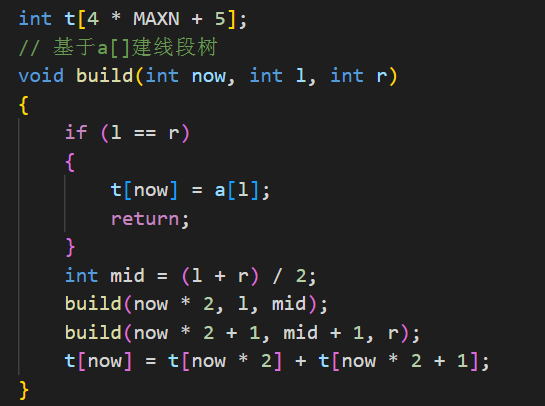 int t[4 * MAXN + 5];
// 基于a[]建线段树
void build(int now, int l, int r)
{
    if (l == r)
    {
        t[now] = a[l];
        return;
    }
    int mid = (l + r) / 2;
    build(now * 2, l, mid);
    build(now * 2 + 1, mid + 1, r);
    t[now] = t[now * 2] + t[now * 2 + 1];
}